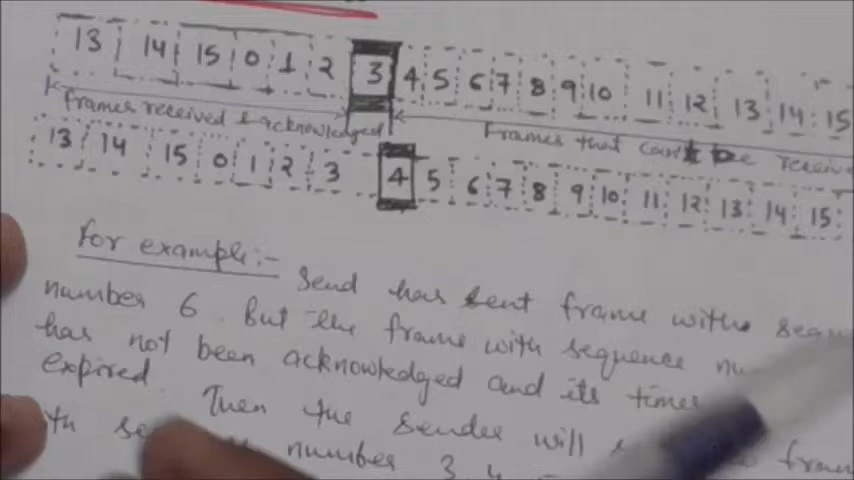 13 14 15 0 1 2 3 4 5 6 7 8 9 10 11 12 13 14 15
frames received & acknowledged
Frames that can't be
13 14 15 0 1 2 3 4 5 6 7 8 9 10 11 12 13 14 15
For example:-
Send has sent frame with
number 6. But the frame with sequence
has not been acknowledged and its
expired. Then the sender will
number 3